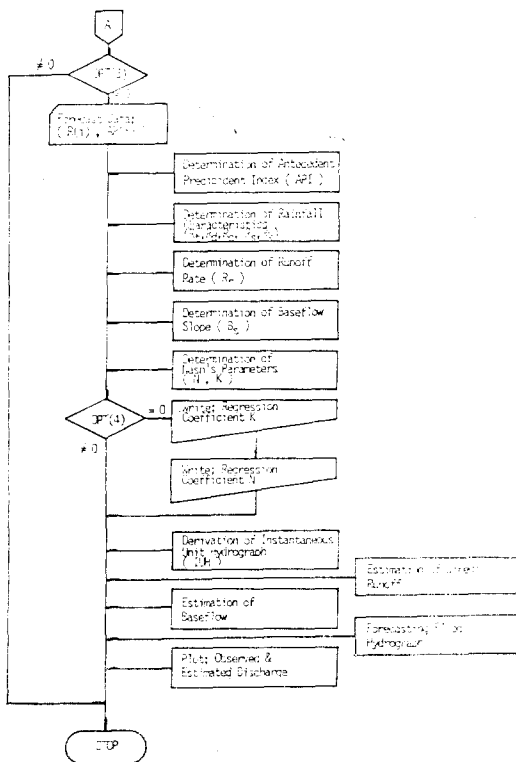 A
≠ 0
OPT(3)
Forecast Data;
Determination of Antecedent
Precident Index ( API )
Determination of Rainfall
Characteristics
Determination of Runoff
Rate ( Rr )
Determination of Baseflow
Slope ( Bs )
Determination of
Nash's Parameters
( N , K )
OPT(4)
= 0
≠ 0
Write; Regression
Coefficient K
Write; Regression
Coefficient N
Derivation of Instantaneous
Unit Hydrograph
( IUH )
Estimation of Direct
Runoff
Estimation of
Baseflow
Forecasting Flood
Hydrograph
Plot; Observed &
Estimated Discharge
STOP